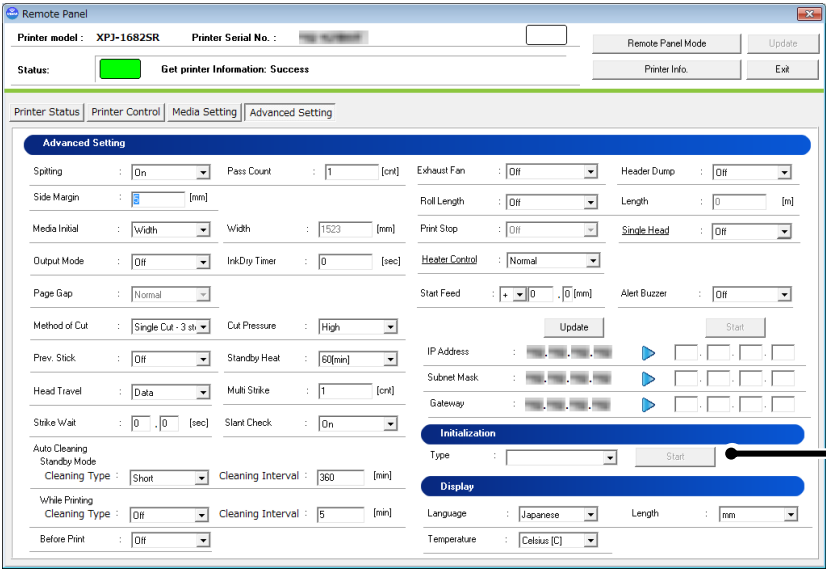 Remote Panel
Printer model : XPJ-1682SR Printer Serial No. :
Remote Panel Mode Update
Status: Get printer Information: Success
Printer Info. Exit
Printer Status Printer Control Media Setting Advanced Setting
Advanced Setting
Spitting : On Pass Count : 1 [cnt] Exhaust Fan : Off Header Dump : Off
Side Margin : 5 [mm] Roll Length : Off Length : 0 [m]
Media Initial : Width Width : 1523 [mm] Print Stop : Off Single Head : Off
Output Mode : Off InkDry Timer : 0 [sec] Heater Control : Normal
Page Gap : Normal Start Feed : + 0 . 0 [mm] Alert Buzzer : Off
Method of Cut : Single Cut - 3 st Cut Pressure : High Update Start
Prev. Stick : Off Standby Heat : 60[min] IP Address :
Subnet Mask :
Head Travel : Data Multi Strike : 1 [cnt] Gateway :
Strike Wait : 0 . 0 [sec] Slant Check : On Initialization
Auto Cleaning
Standby Mode Type : Start
Cleaning Type : Short Cleaning Interval : 360 [min]
Display
While Printing
Cleaning Type : Off Cleaning Interval : 5 [min] Language : Japanese Length : mm
Before Print : Off Temperature : Celsius [C]